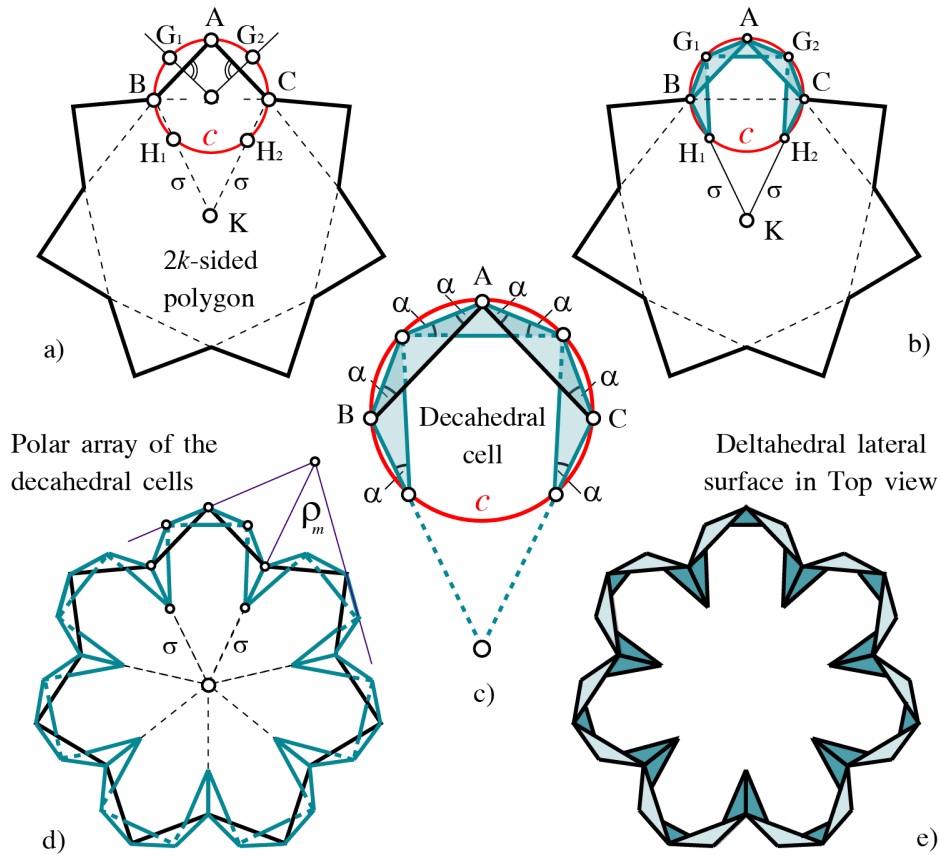 A
G1
G2
B
C
c
H1
H2
σ
σ
K
2k-sided
polygon
a)
A
G1
G2
B
C
c
H1
H2
σ
σ
K
b)
A
α
α
α
α
α
α
B
C
Decahedral
cell
α
α
c
c)
Polar array of the
decahedral cells
ρm
σ
σ
d)
Deltahedral lateral
surface in Top view
e)